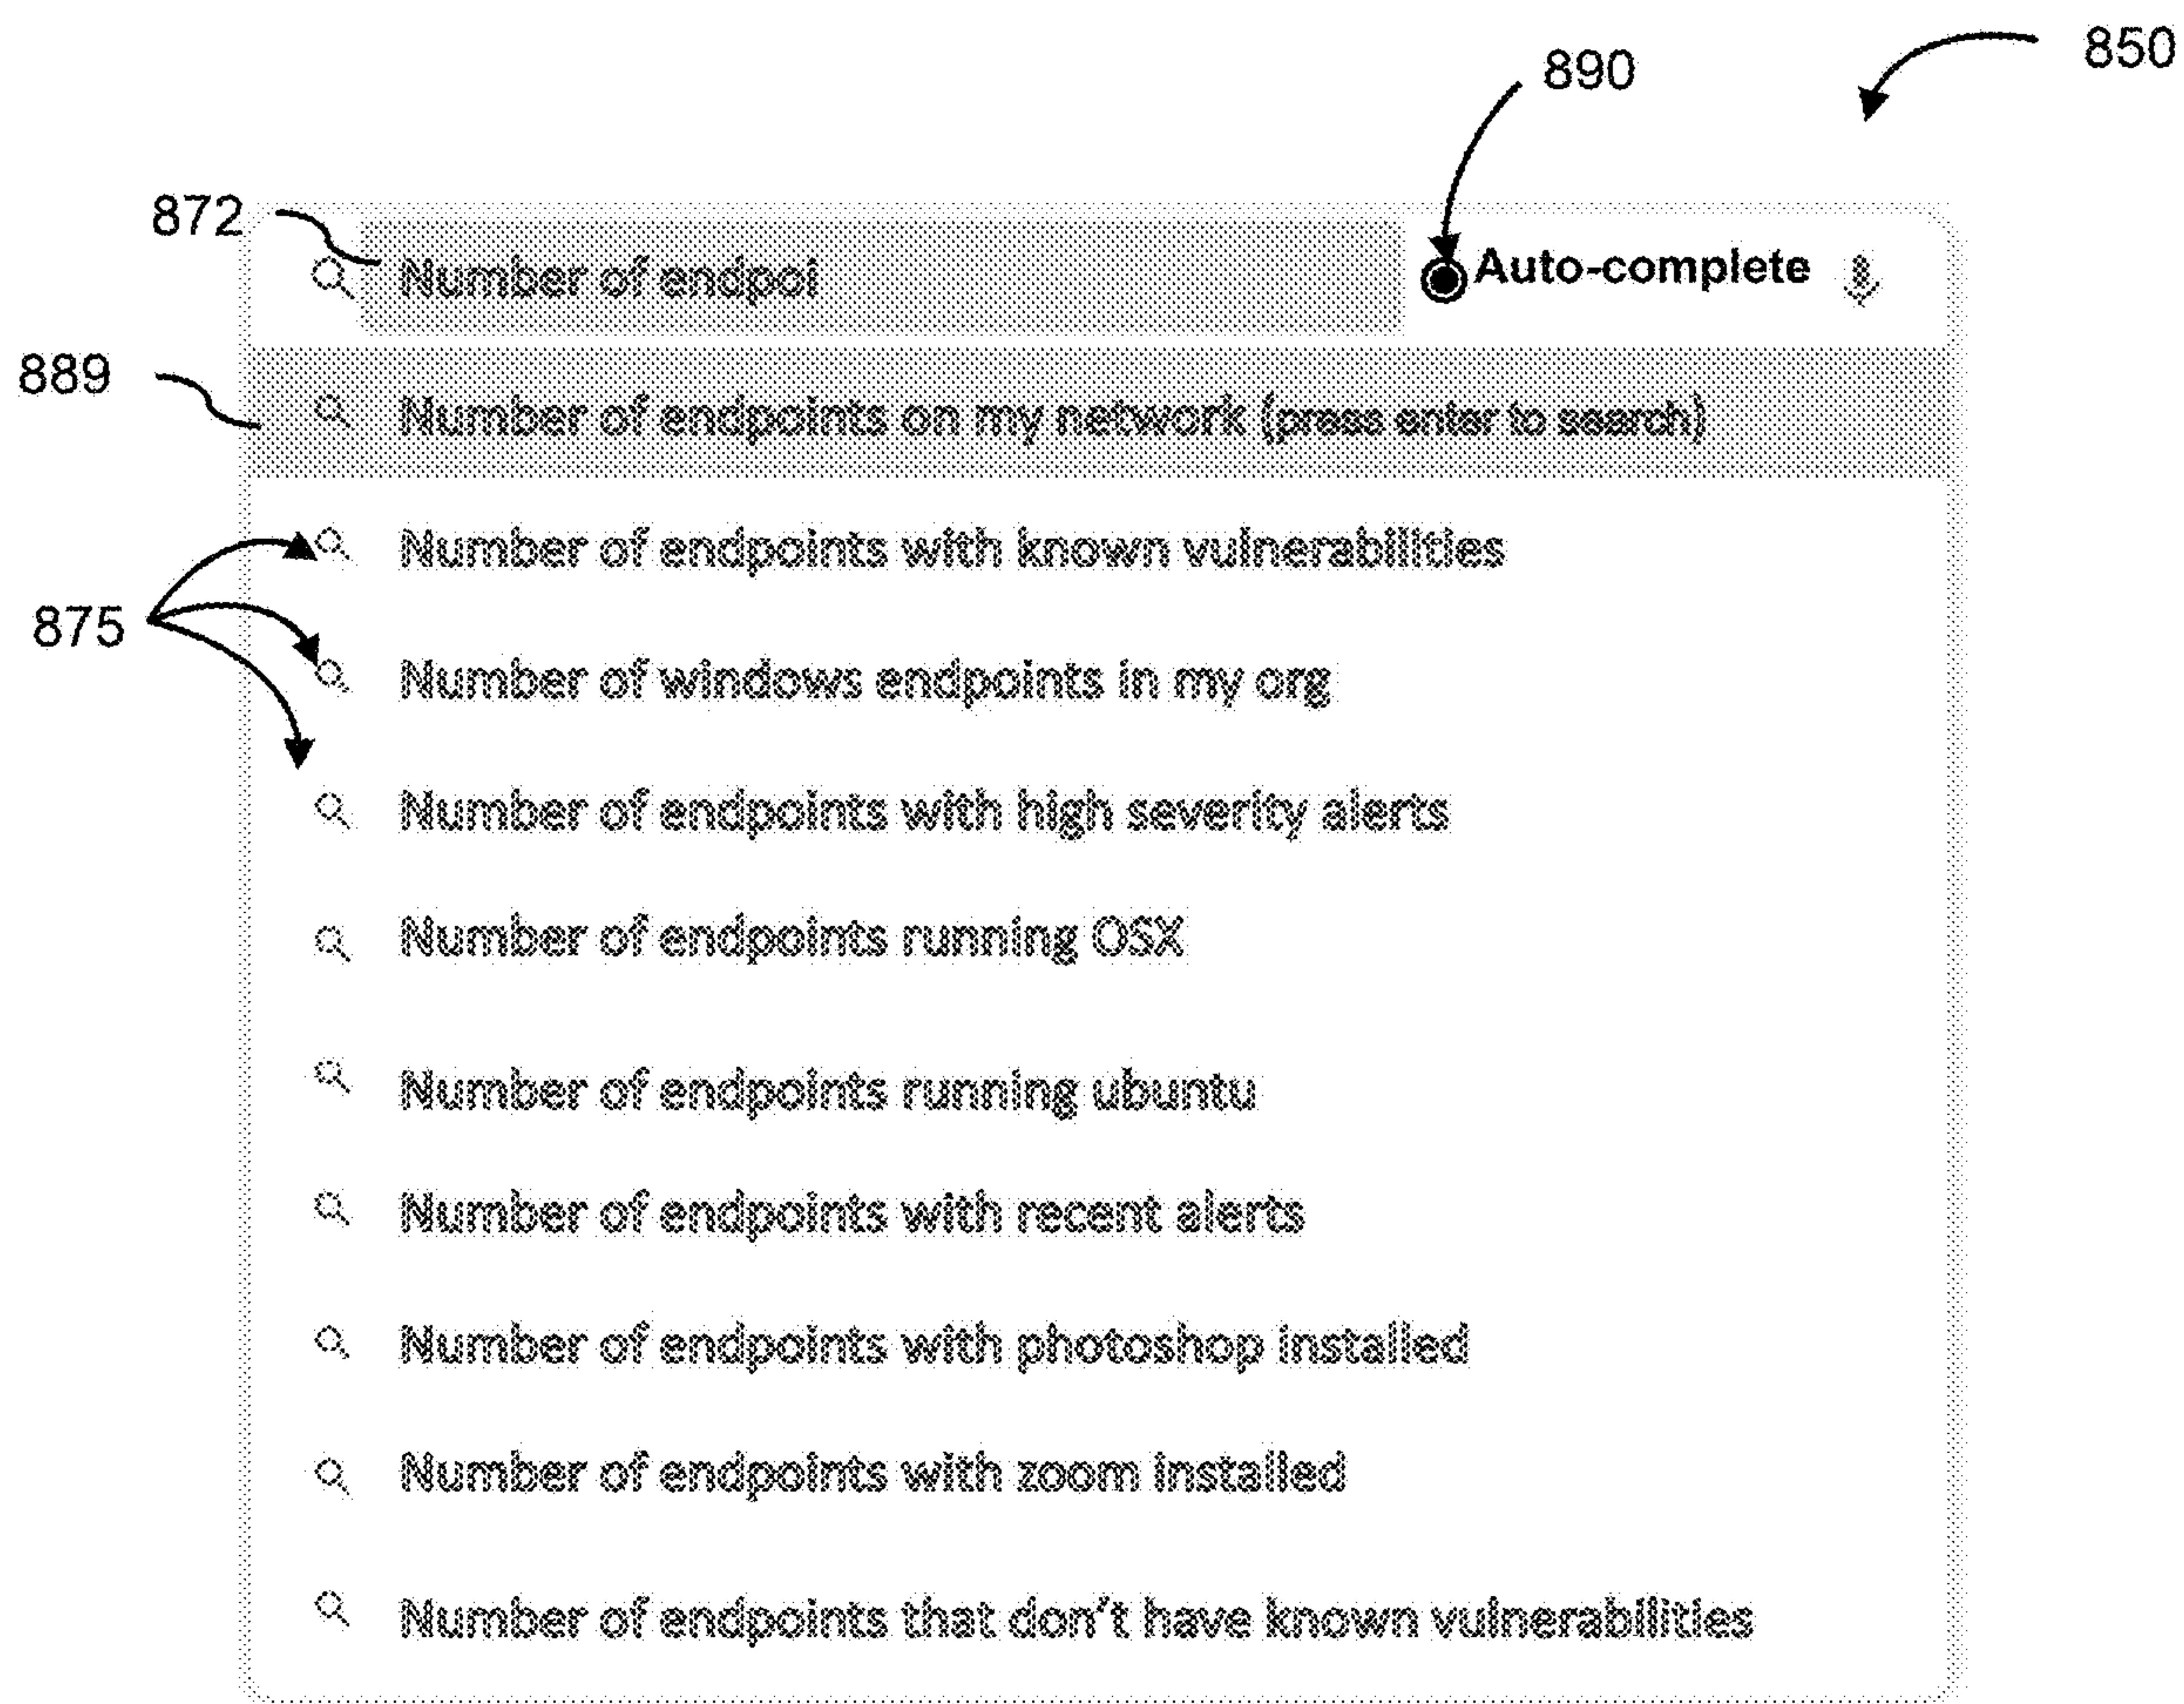 850
890
872
Number of endpoi
Auto-complete
889
Number of endpoints on my network (press enter to search)
Number of endpoints with known vulnerabilities
875
Number of windows endpoints in my org
Number of endpoints with high severity alerts
Number of endpoints running OSX
Number of endpoints running ubuntu
Number of endpoints with recent alerts
Number of endpoints with photoshop installed
Number of endpoints with zoom installed
Number of endpoints that don't have known vulnerabilities